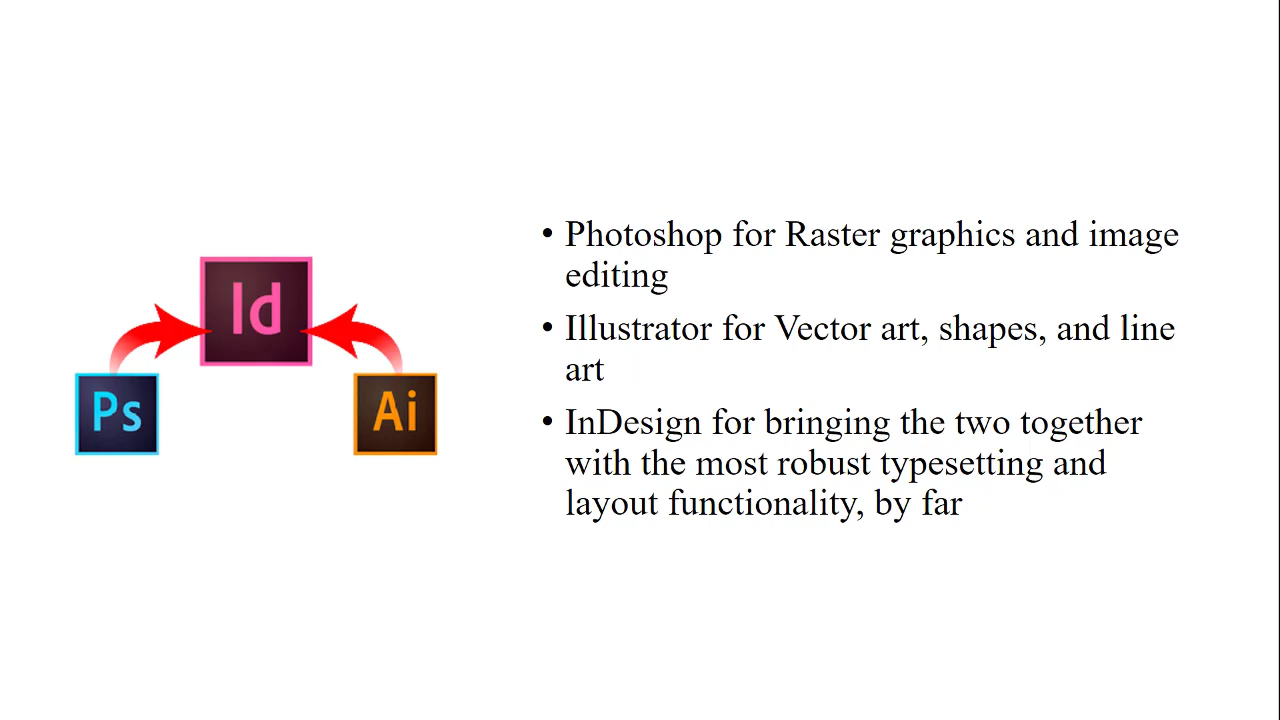 Id
Ps
Ai
• Photoshop for Raster graphics and image
editing
• Illustrator for Vector art, shapes, and line
art
• InDesign for bringing the two together
with the most robust typesetting and
layout functionality, by far